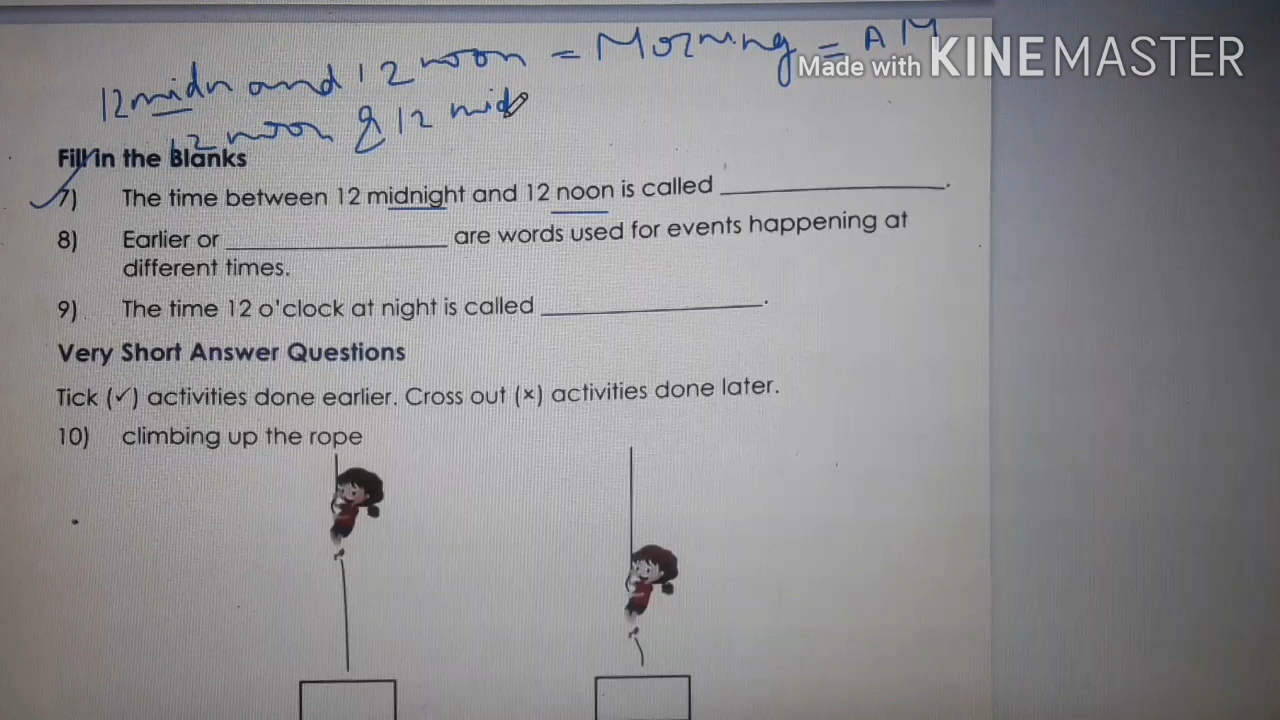 12 midn and 12 noon = Morning = AM
Made with KINEMASTER
12 noon & 12 mid
Fill in the Blanks
7) The time between 12 midnight and 12 noon is called ____________.
8) Earlier or ____________ are words used for events happening at
different times.
9) The time 12 o'clock at night is called ____________.
Very Short Answer Questions
Tick (✓) activities done earlier. Cross out (×) activities done later.
10) climbing up the rope